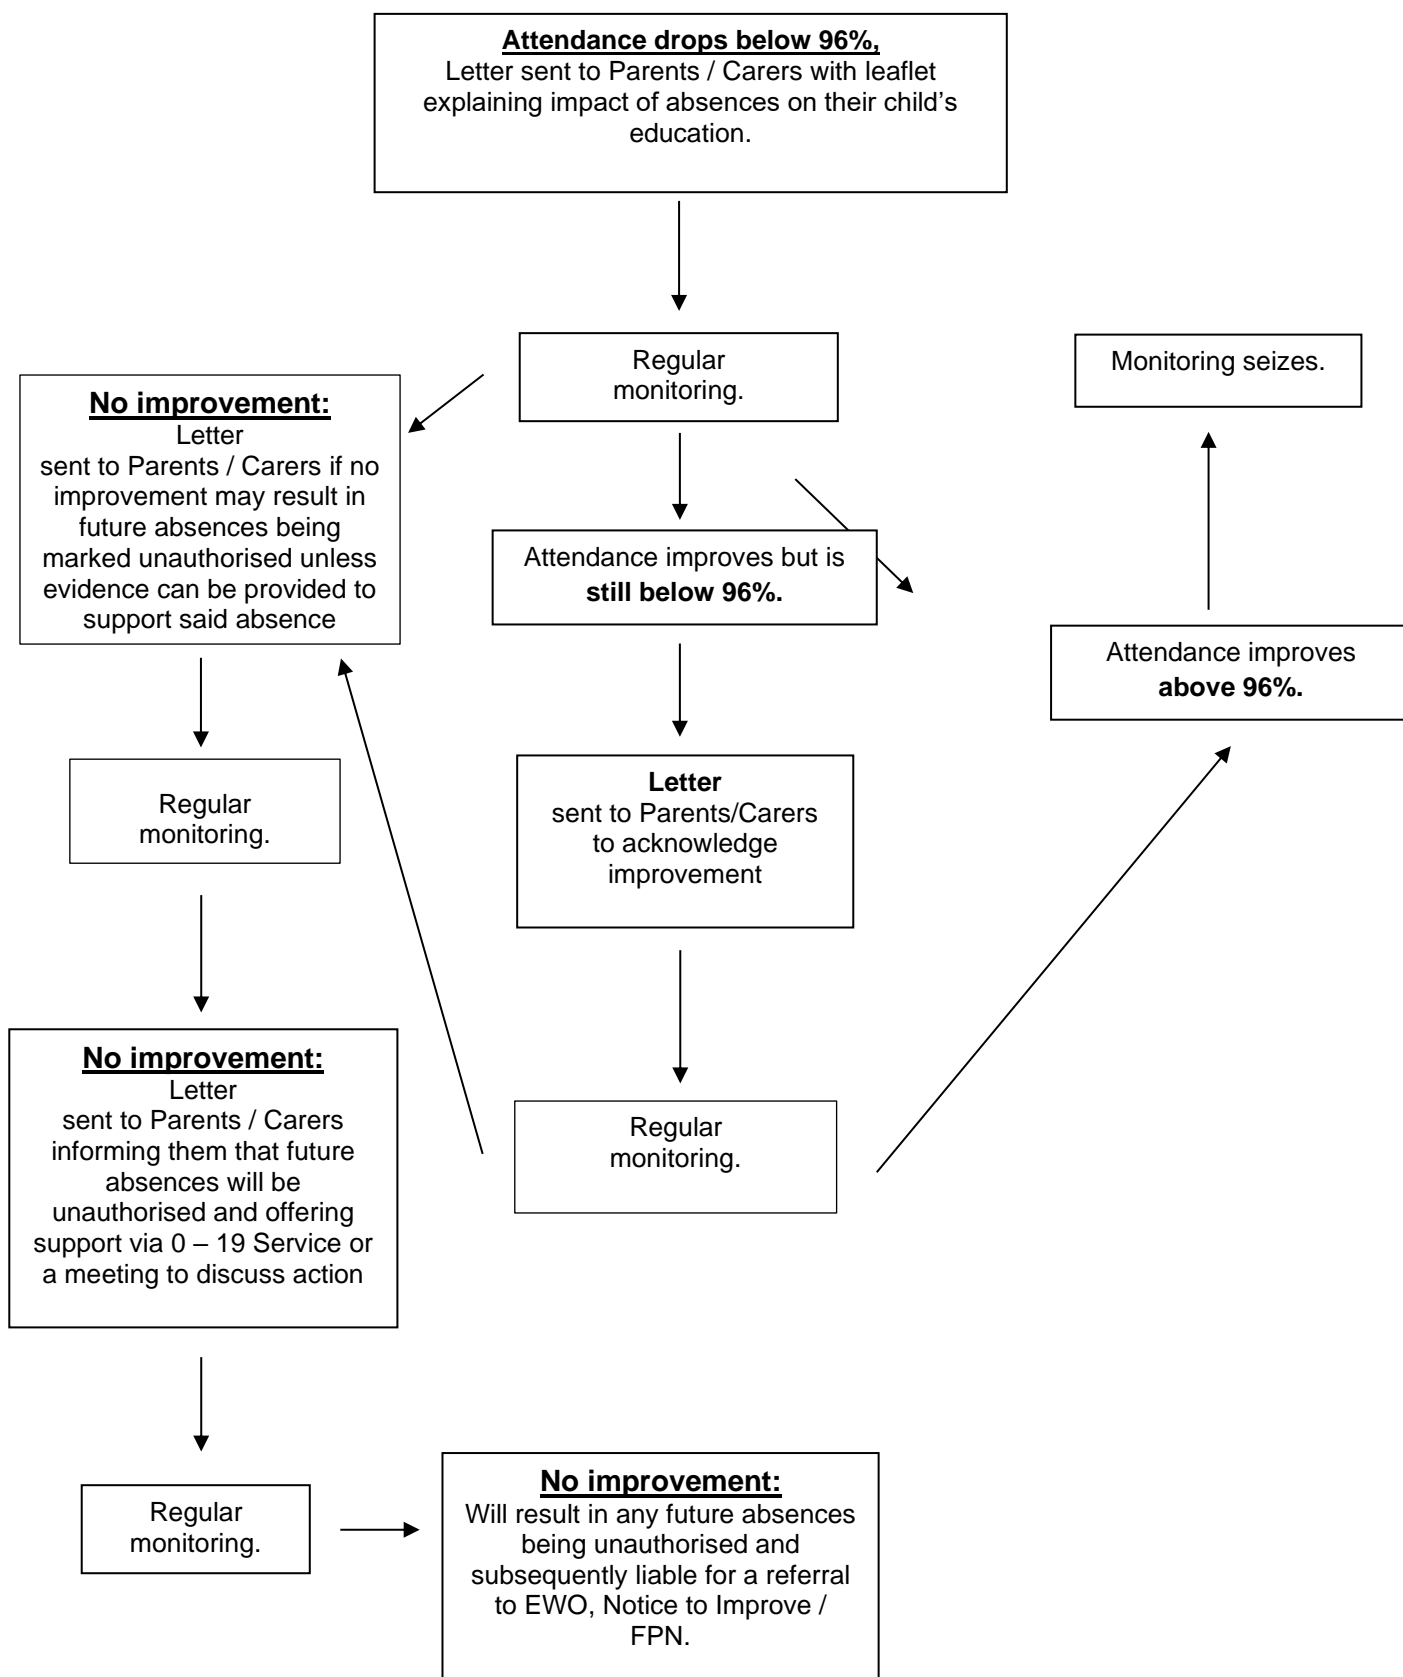 Attendance drops below 96%,
Letter sent to Parents / Carers with leaflet
explaining impact of absences on their child’s
education.
Regular
monitoring.
Monitoring seizes.
No improvement:
Letter
sent to Parents / Carers if no
improvement may result in
future absences being
marked unauthorised unless
evidence can be provided to
support said absence
Attendance improves but is
still below 96%.
Attendance improves
above 96%.
Regular
monitoring.
Letter
sent to Parents/Carers
to acknowledge
improvement
No improvement:
Letter
sent to Parents / Carers
informing them that future
absences will be
unauthorised and offering
support via 0 – 19 Service or
a meeting to discuss action
Regular
monitoring.
Regular
monitoring.
No improvement:
Will result in any future absences
being unauthorised and
subsequently liable for a referral
to EWO, Notice to Improve /
FPN.